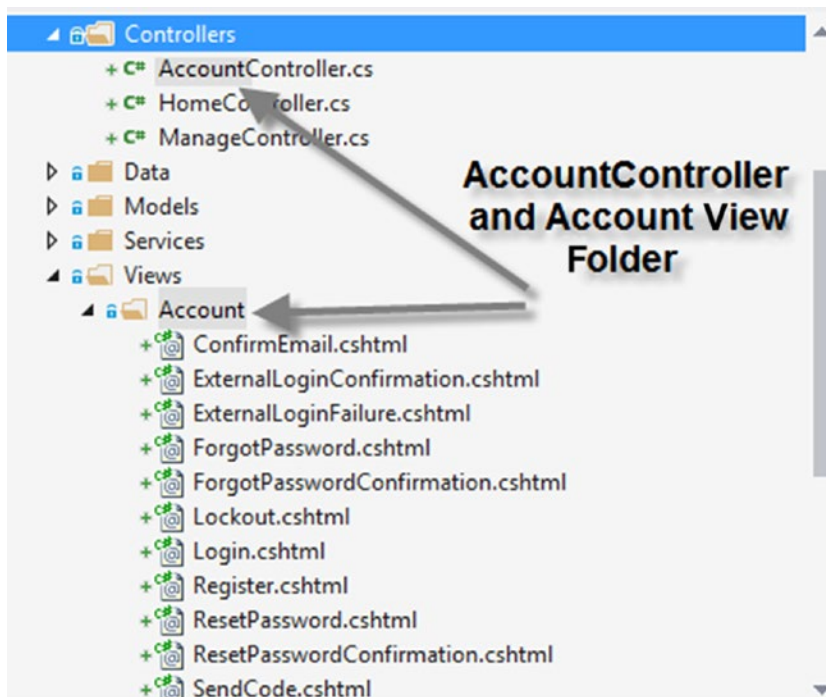 Controllers
+ C# AccountController.cs
+ C# HomeController.cs
+ C# ManageController.cs
Data
Models
Services
Views
Account
+ C# @ ConfirmEmail.cshtml
+ C# @ ExternalLoginConfirmation.cshtml
+ C# @ ExternalLoginFailure.cshtml
+ C# @ ForgotPassword.cshtml
+ C# @ ForgotPasswordConfirmation.cshtml
+ C# @ Lockout.cshtml
+ C# @ Login.cshtml
+ C# @ Register.cshtml
+ C# @ ResetPassword.cshtml
+ C# @ ResetPasswordConfirmation.cshtml
+ C# @ SendCode.cshtml
AccountController
and Account View
Folder